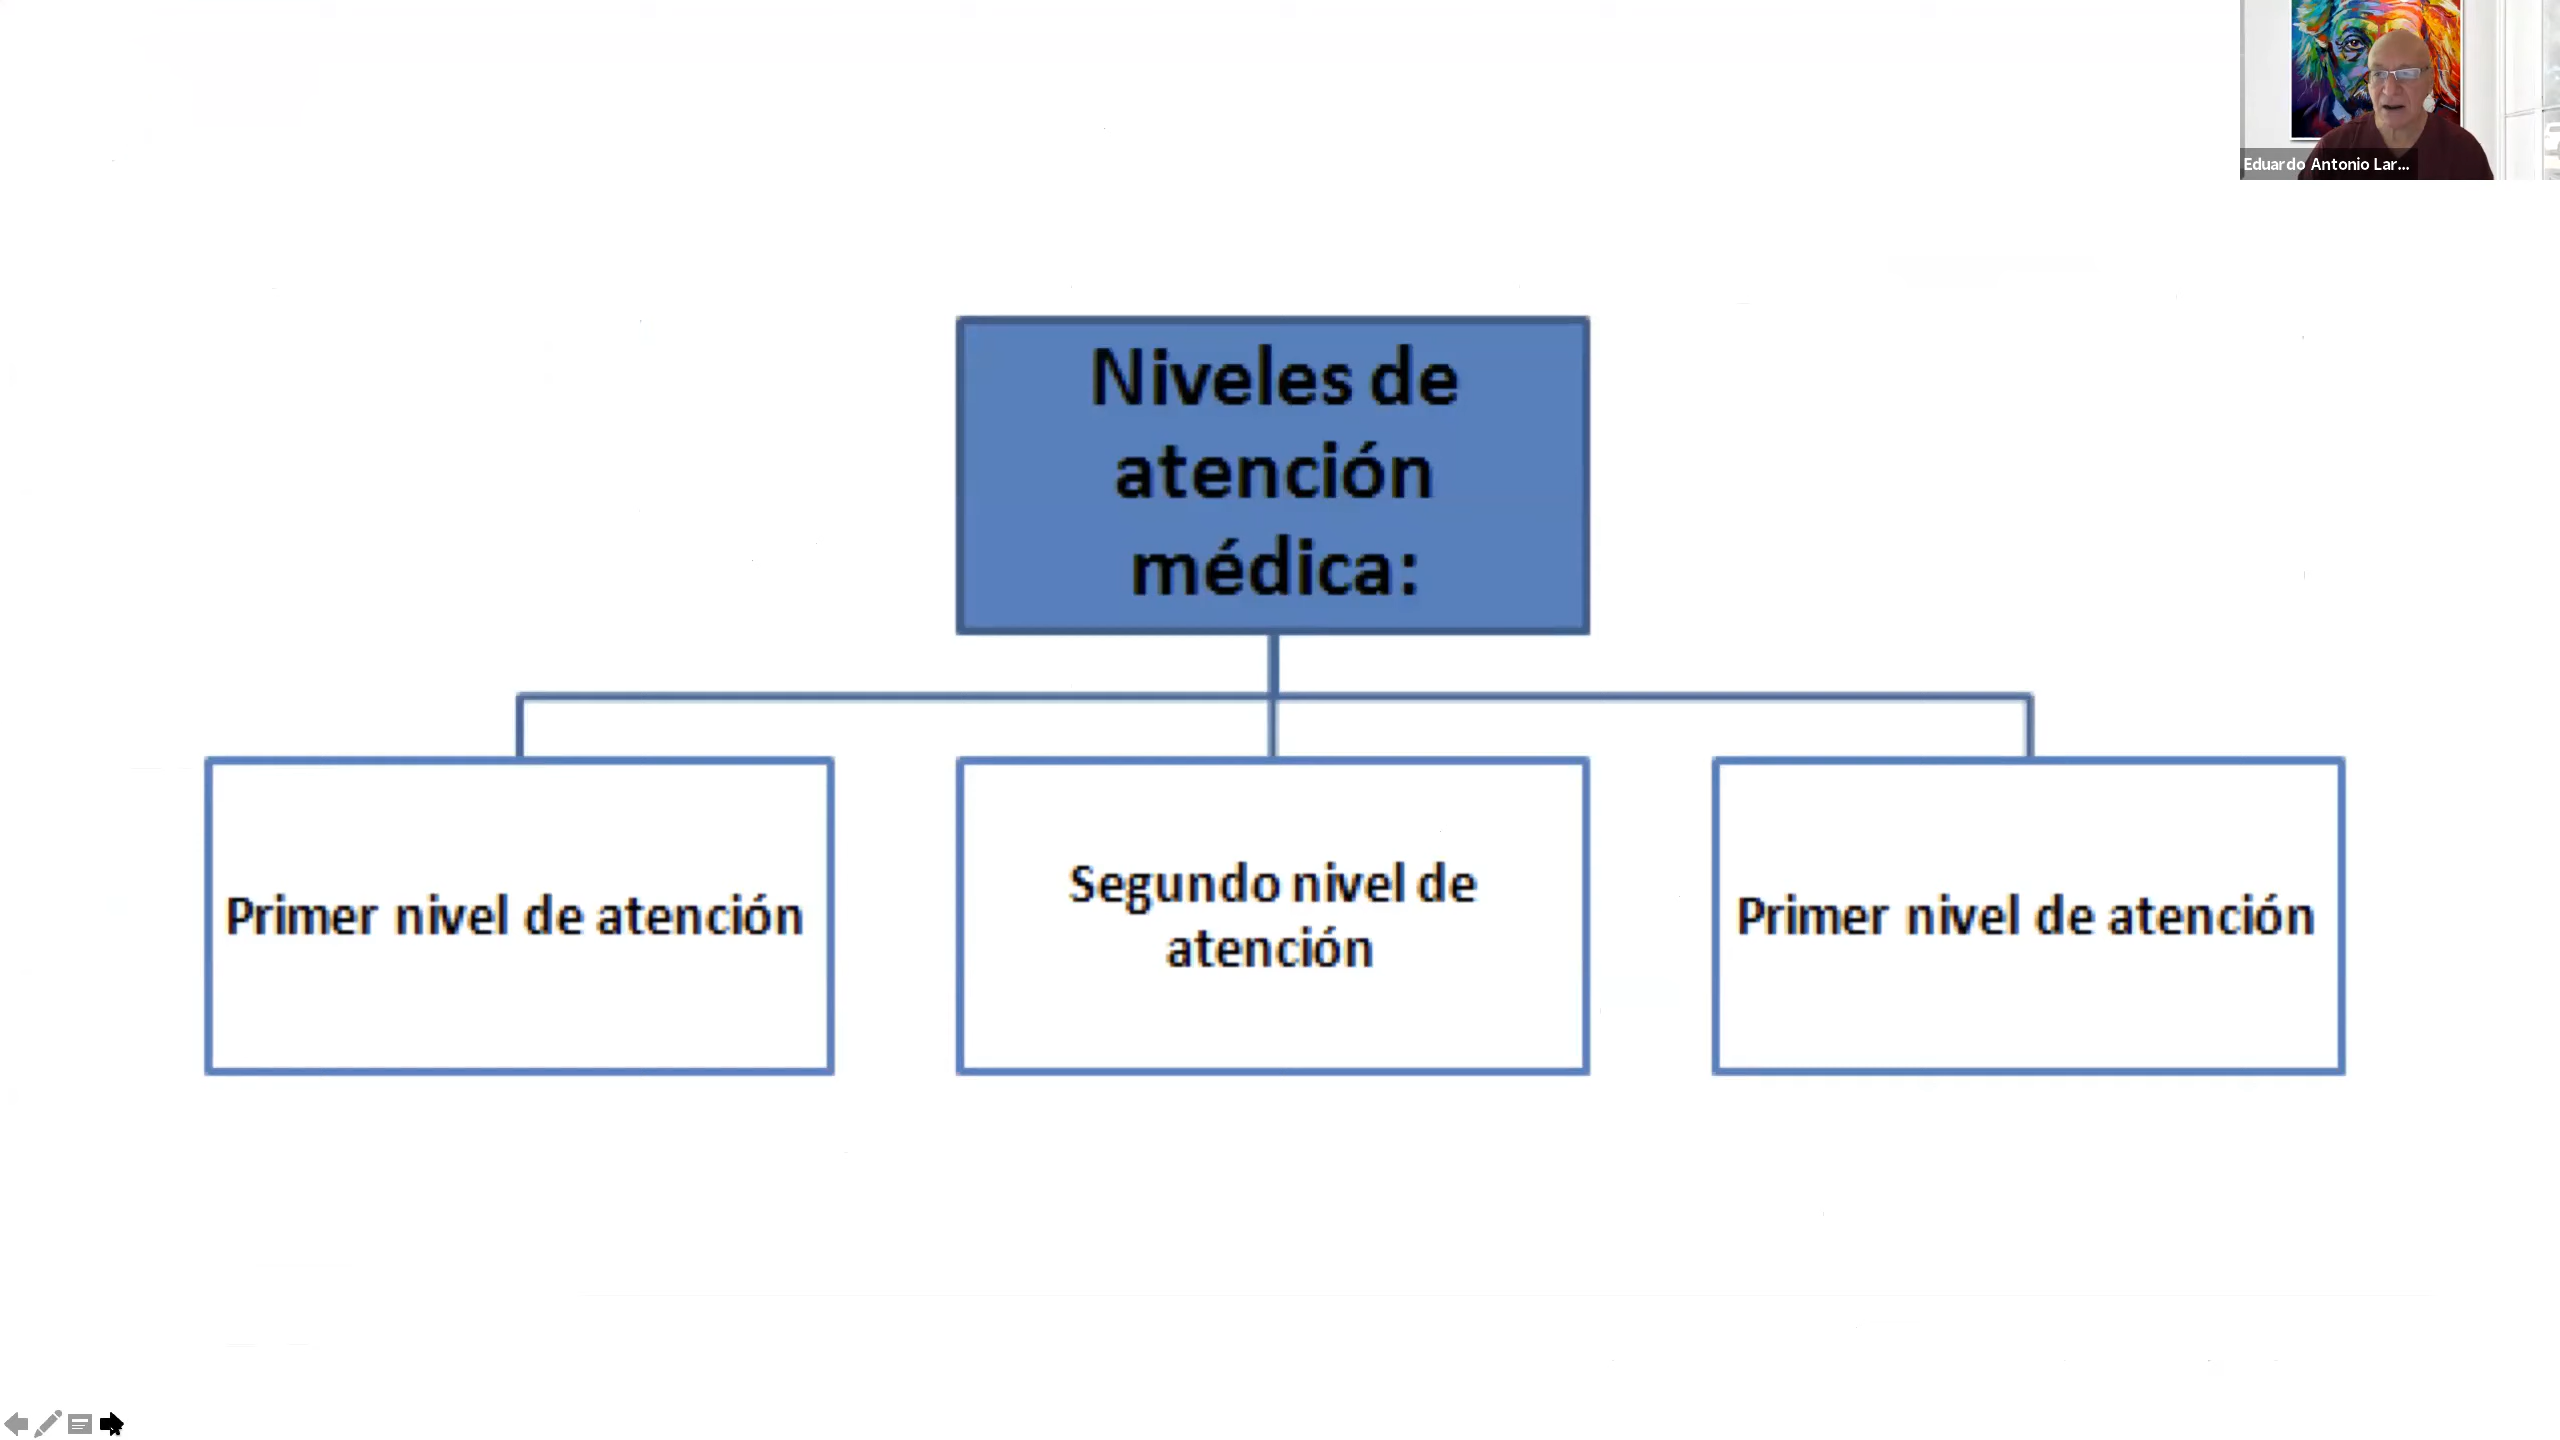 Eduardo Antonio Lar...
Niveles de
atención
médica:
Primer nivel de atención
Segundo nivel de
atención
Primer nivel de atención